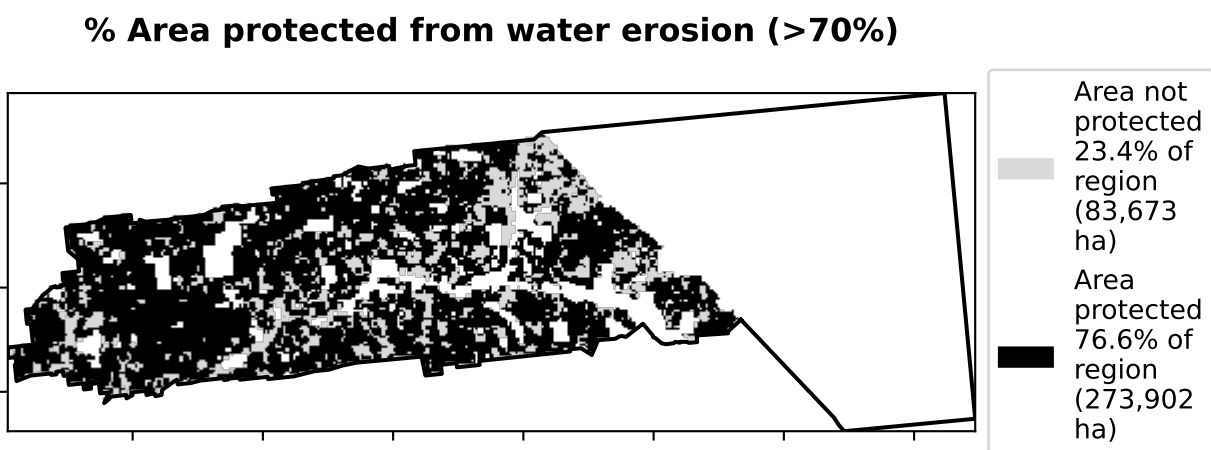 % Area protected from water erosion (>70%)
Area not
protected
23.4% of
region
(83,673
ha)
Area
protected
76.6% of
region
(273,902
ha)